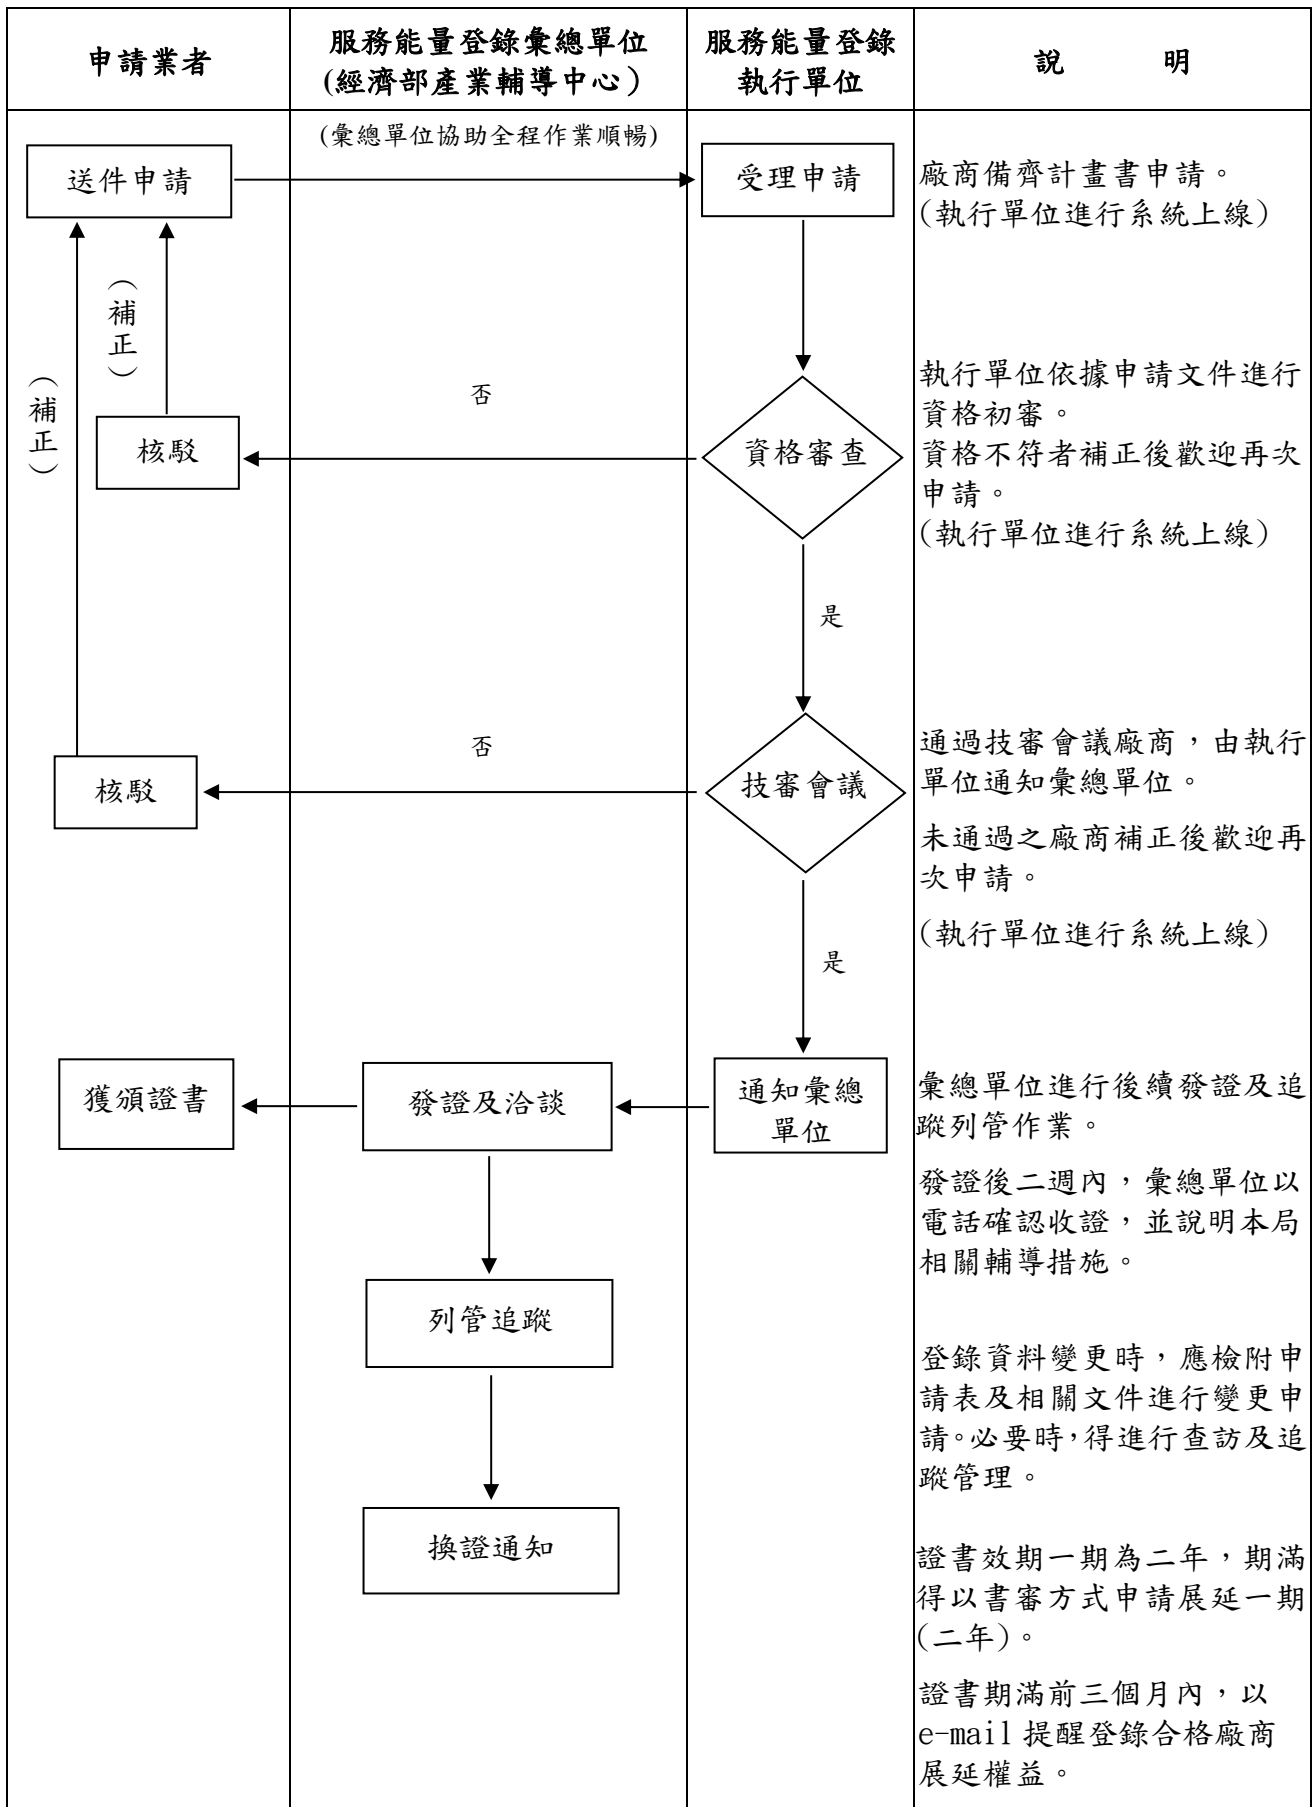 申請業者
服務能量登錄彙總單位
(經濟部產業輔導中心)
服務能量登錄
執行單位
說　　明
(彙總單位協助全程作業順暢)
送件申請
受理申請
廠商備齊計畫書申請。
(執行單位進行系統上線)
(補正)
(補正)
否
核駁
資格審查
執行單位依據申請文件進行
資格初審。
資格不符者補正後歡迎再次
申請。
(執行單位進行系統上線)
是
否
核駁
技審會議
通過技審會議廠商，由執行
單位通知彙總單位。
未通過之廠商補正後歡迎再
次申請。
(執行單位進行系統上線)
是
獲頒證書
發證及洽談
通知彙總
單位
彙總單位進行後續發證及追
蹤列管作業。
發證後二週內，彙總單位以
電話確認收證，並說明本局
相關輔導措施。
列管追蹤
登錄資料變更時，應檢附申
請表及相關文件進行變更申
請。必要時，得進行查訪及追
蹤管理。
換證通知
證書效期一期為二年，期滿
得以書審方式申請展延一期
(二年)。
證書期滿前三個月內，以
e-mail 提醒登錄合格廠商
展延權益。